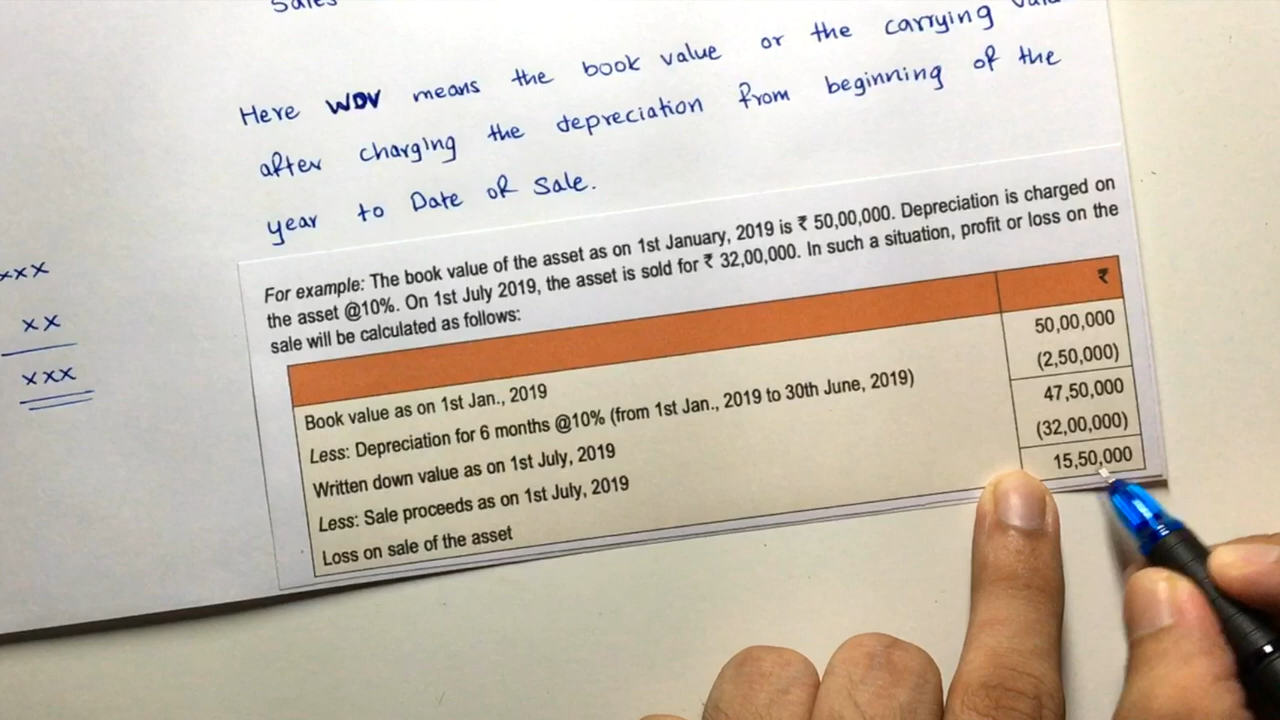 Sales
Here WDV means the book value or the carrying
after charging the depreciation from beginning of the
year to Date of Sale.
xxx
xx
xxx
For example: The book value of the asset as on 1st January, 2019 is ₹ 50,00,000. Depreciation is charged on
the asset @10%. On 1st July 2019, the asset is sold for ₹ 32,00,000. In such a situation, profit or loss on the
sale will be calculated as follows:
₹
Book value as on 1st Jan., 2019 50,00,000
Less: Depreciation for 6 months @10% (from 1st Jan., 2019 to 30th June, 2019) (2,50,000)
Written down value as on 1st July, 2019 47,50,000
Less: Sale proceeds as on 1st July, 2019 (32,00,000)
Loss on sale of the asset 15,50,000